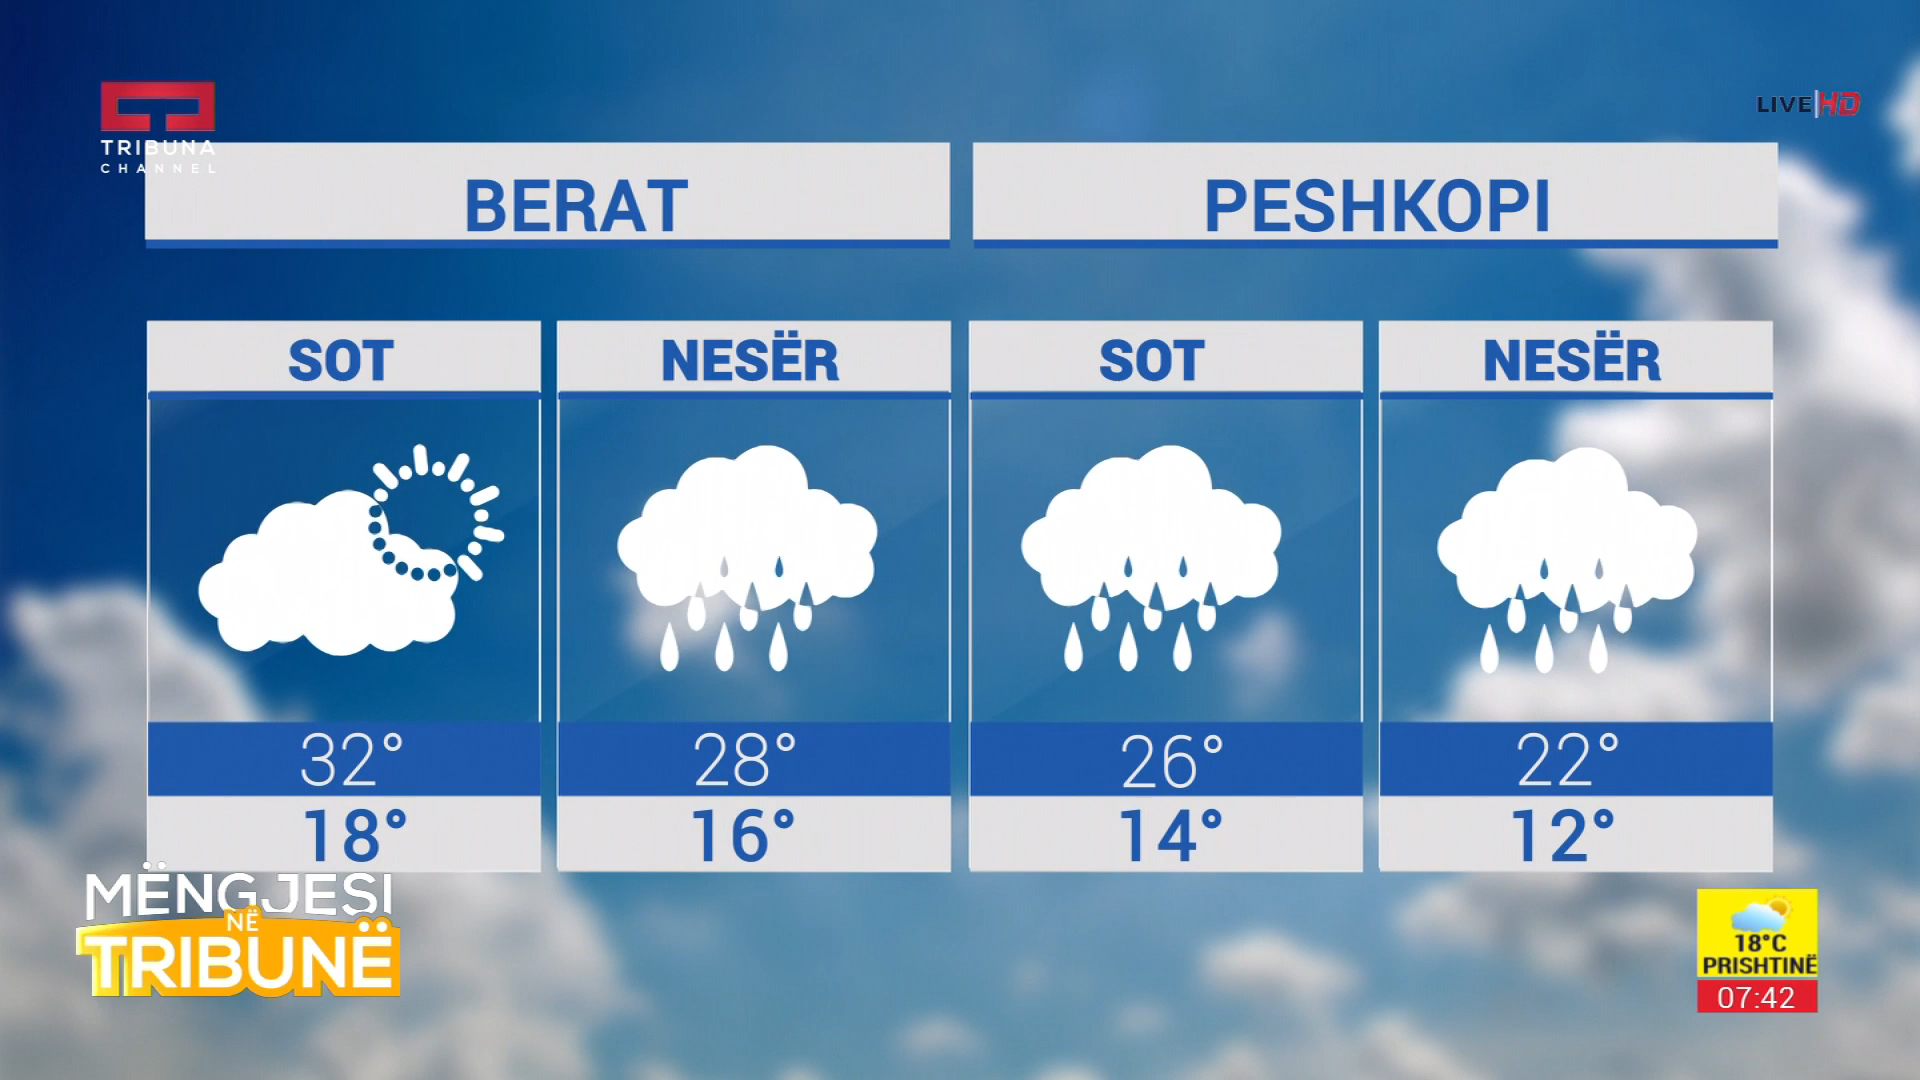 TRIBUNA
CHANNEL
LIVE HD
BERAT
PESHKOPI
SOT
NESËR
SOT
NESËR
32°
28°
26°
22°
18°
16°
14°
12°
MËNGJESI
NË
TRIBUNË
18°C
PRISHTINË
07:42